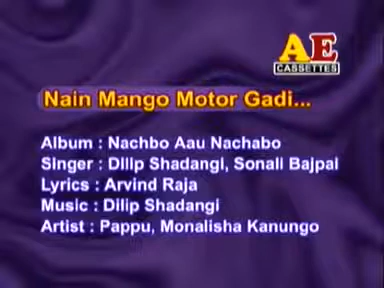 AE
CASSETTES
Nain Mango Motor Gadi...
Album : Nachbo Aau Nachabo
Singer : Dilip Shadangi, Sonali Bajpai
Lyrics : Arvind Raja
Music : Dilip Shadangi
Artist : Pappu, Monalisha Kanungo